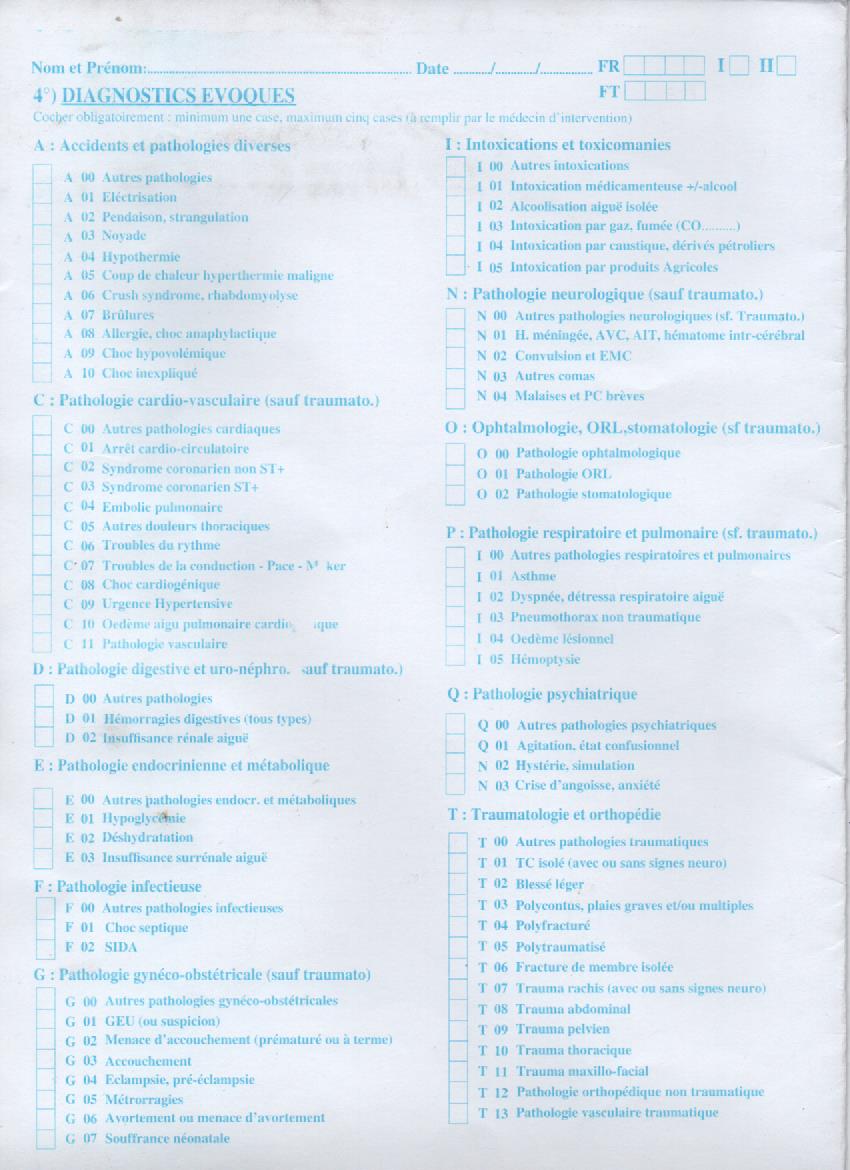 Nom et Prénom:............................................................ Date ........../........../............. FR I II
4°) DIAGNOSTICS EVOQUES FT
Cocher obligatoirement : minimum une case, maximum cinq cases (à remplir par le médecin d'intervention)
A : Accidents et pathologies diverses
A 00 Autres pathologies
A 01 Eléctrisation
A 02 Pendaison, strangulation
A 03 Noyade
A 04 Hypothermie
A 05 Coup de chaleur hyperthermie maligne
A 06 Crush syndrome, rhabdomyolyse
A 07 Brûlures
A 08 Allergie, choc anaphylactique
A 09 Choc hypovolémique
A 10 Choc inexpliqué
C : Pathologie cardio-vasculaire (sauf traumato.)
C 00 Autres pathologies cardiaques
C 01 Arrêt cardio-circulatoire
C 02 Syndrome coronarien non ST+
C 03 Syndrome coronarien ST+
C 04 Embolie pulmonaire
C 05 Autres douleurs thoraciques
C 06 Troubles du rythme
C 07 Troubles de la conduction - Pace - M ker
C 08 Choc cardiogénique
C 09 Urgence Hypertensive
C 10 Oedème aigu pulmonaire cardio ique
C 11 Pathologie vasculaire
D : Pathologie digestive et uro-néphro. sauf traumato.)
D 00 Autres pathologies
D 01 Hémorragies digestives (tous types)
D 02 Insuffisance rénale aiguë
E : Pathologie endocrinienne et métabolique
E 00 Autres pathologies endocr. et métaboliques
E 01 Hypoglycémie
E 02 Déshydratation
E 03 Insuffisance surrénale aiguë
F : Pathologie infectieuse
F 00 Autres pathologies infectieuses
F 01 Choc septique
F 02 SIDA
G : Pathologie gynéco-obstétricale (sauf traumato)
G 00 Autres pathologies gynéco-obstétricales
G 01 GEU (ou suspicion)
G 02 Menace d'accouchement (prématuré ou à terme)
G 03 Accouchement
G 04 Eclampsie, pré-éclampsie
G 05 Métrorragies
G 06 Avortement ou menace d'avortement
G 07 Souffrance néonatale
I : Intoxications et toxicomanies
I 00 Autres intoxications
I 01 Intoxication médicamenteuse +/-alcool
I 02 Alcoolisation aiguë isolée
I 03 Intoxication par gaz, fumée (CO..........)
I 04 Intoxication par caustique, dérivés pétroliers
I 05 Intoxication par produits Agricoles
N : Pathologie neurologique (sauf traumato.)
N 00 Autres pathologies neurologiques (sf. Traumato.)
N 01 H. méningée, AVC, AIT, hématome intr-cérébral
N 02 Convulsion et EMC
N 03 Autres comas
N 04 Malaises et PC brèves
O : Ophtalmologie, ORL,stomatologie (sf traumato.)
O 00 Pathologie ophtalmologique
O 01 Pathologie ORL
O 02 Pathologie stomatologique
P : Pathologie respiratoire et pulmonaire (sf. traumato.)
I 00 Autres pathologies respiratoires et pulmonaires
I 01 Asthme
I 02 Dyspnée, détressa respiratoire aiguë
I 03 Pneumothorax non traumatique
I 04 Oedème lésionnel
I 05 Hémoptysie
Q : Pathologie psychiatrique
Q 00 Autres pathologies psychiatriques
Q 01 Agitation, état confusionnel
N 02 Hystérie, simulation
N 03 Crise d'angoisse, anxiété
T : Traumatologie et orthopédie
T 00 Autres pathologies traumatiques
T 01 TC isolé (avec ou sans signes neuro)
T 02 Blessé léger
T 03 Polycontus, plaies graves et/ou multiples
T 04 Polyfracturé
T 05 Polytraumatisé
T 06 Fracture de membre isolée
T 07 Trauma rachis (avec ou sans signes neuro)
T 08 Trauma abdominal
T 09 Trauma pelvien
T 10 Trauma thoracique
T 11 Trauma maxillo-facial
T 12 Pathologie orthopédique non traumatique
T 13 Pathologie vasculaire traumatique